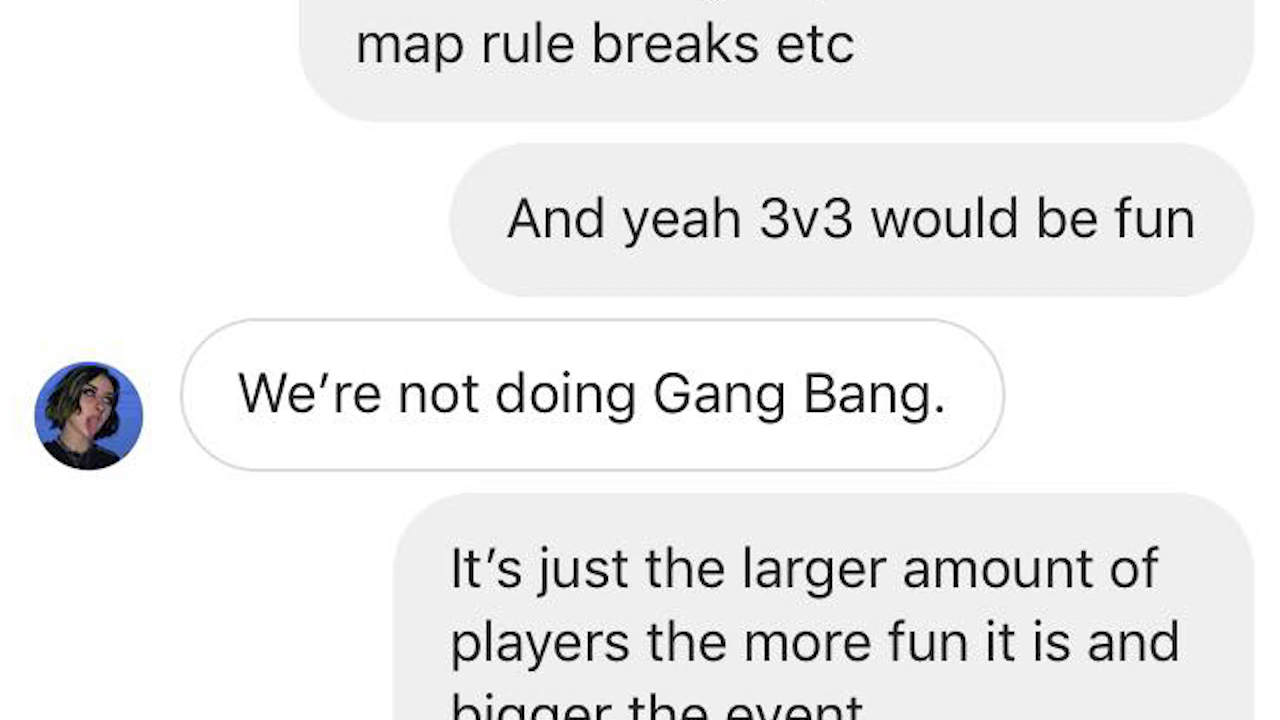 map rule breaks etc
And yeah 3v3 would be fun
We're not doing Gang Bang.
It's just the larger amount of
players the more fun it is and
bigger the event